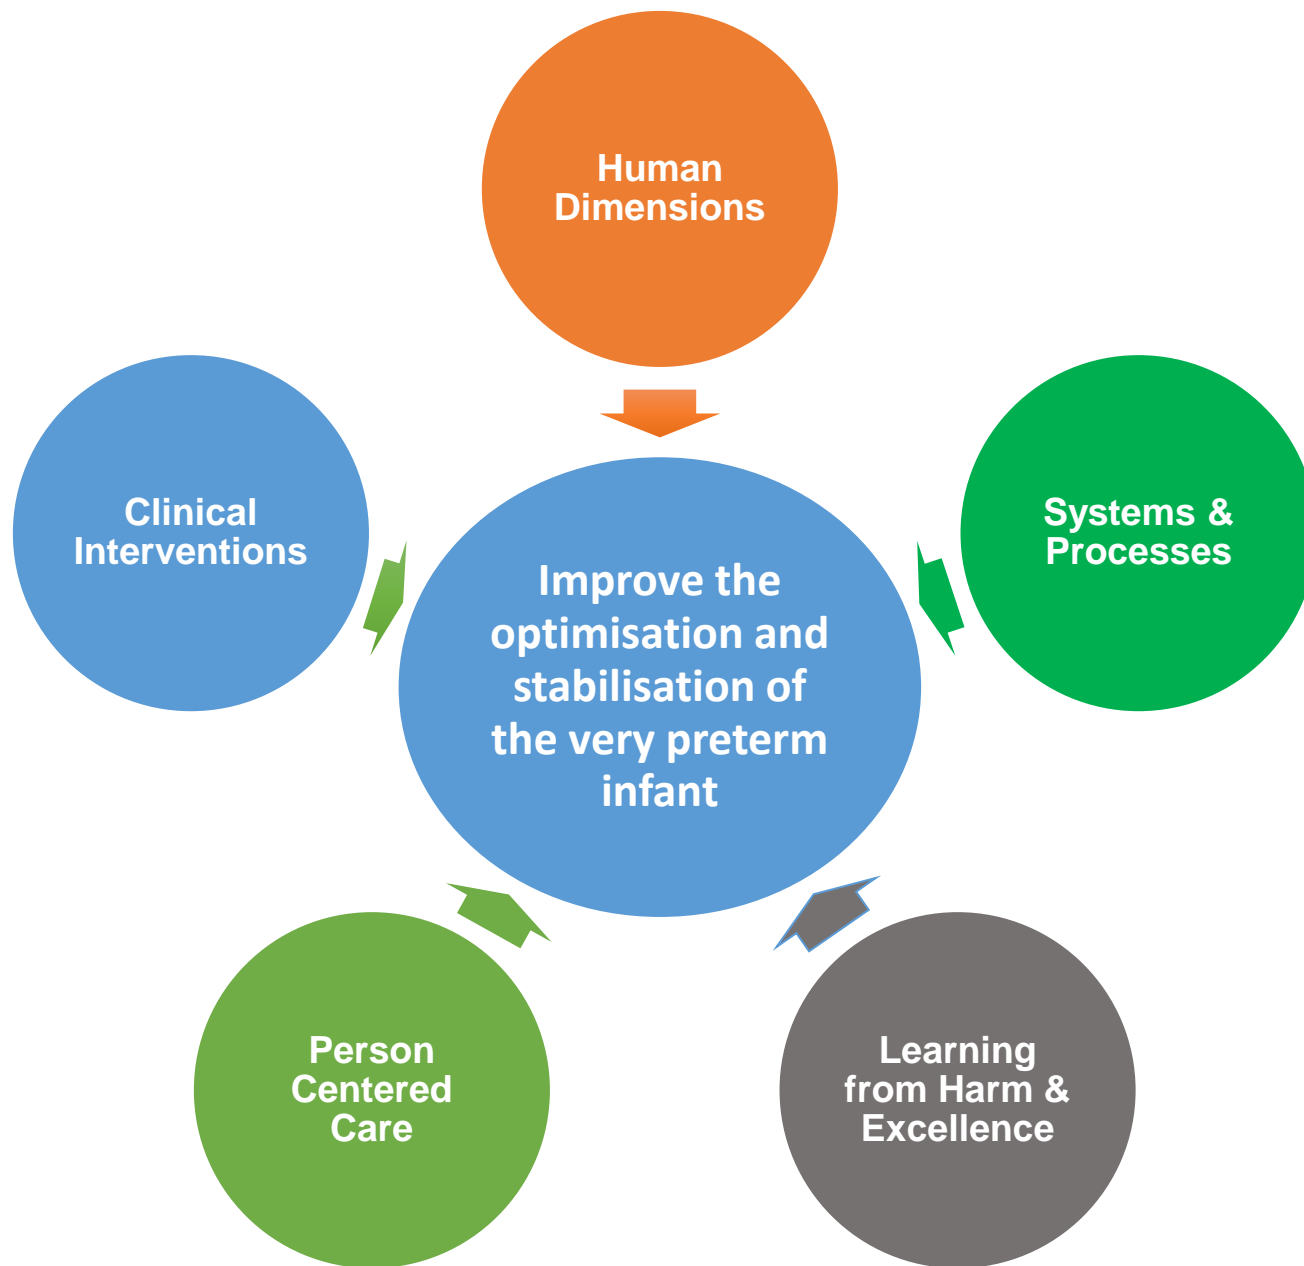 Human
Dimensions
Clinical
Interventions
Systems &
Processes
Improve the
optimisation and
stabilisation of
the very preterm
infant
Person
Centered
Care
Learning
from Harm &
Excellence